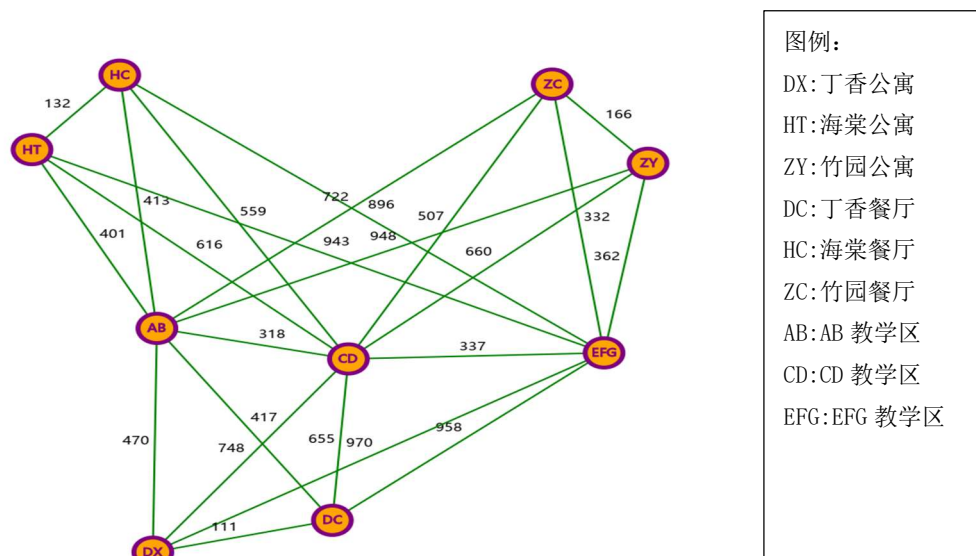 HC
ZC
132
166
HT
ZY
722
896
413
559
507
332
401
616
943
948
660
362
AB
318
CD
337
EFG
470
417
748
655
970
958
111
DC
DX
图例：
DX:丁香公寓
HT:海棠公寓
ZY:竹园公寓
DC:丁香餐厅
HC:海棠餐厅
ZC:竹园餐厅
AB:AB 教学区
CD:CD 教学区
EFG:EFG 教学区